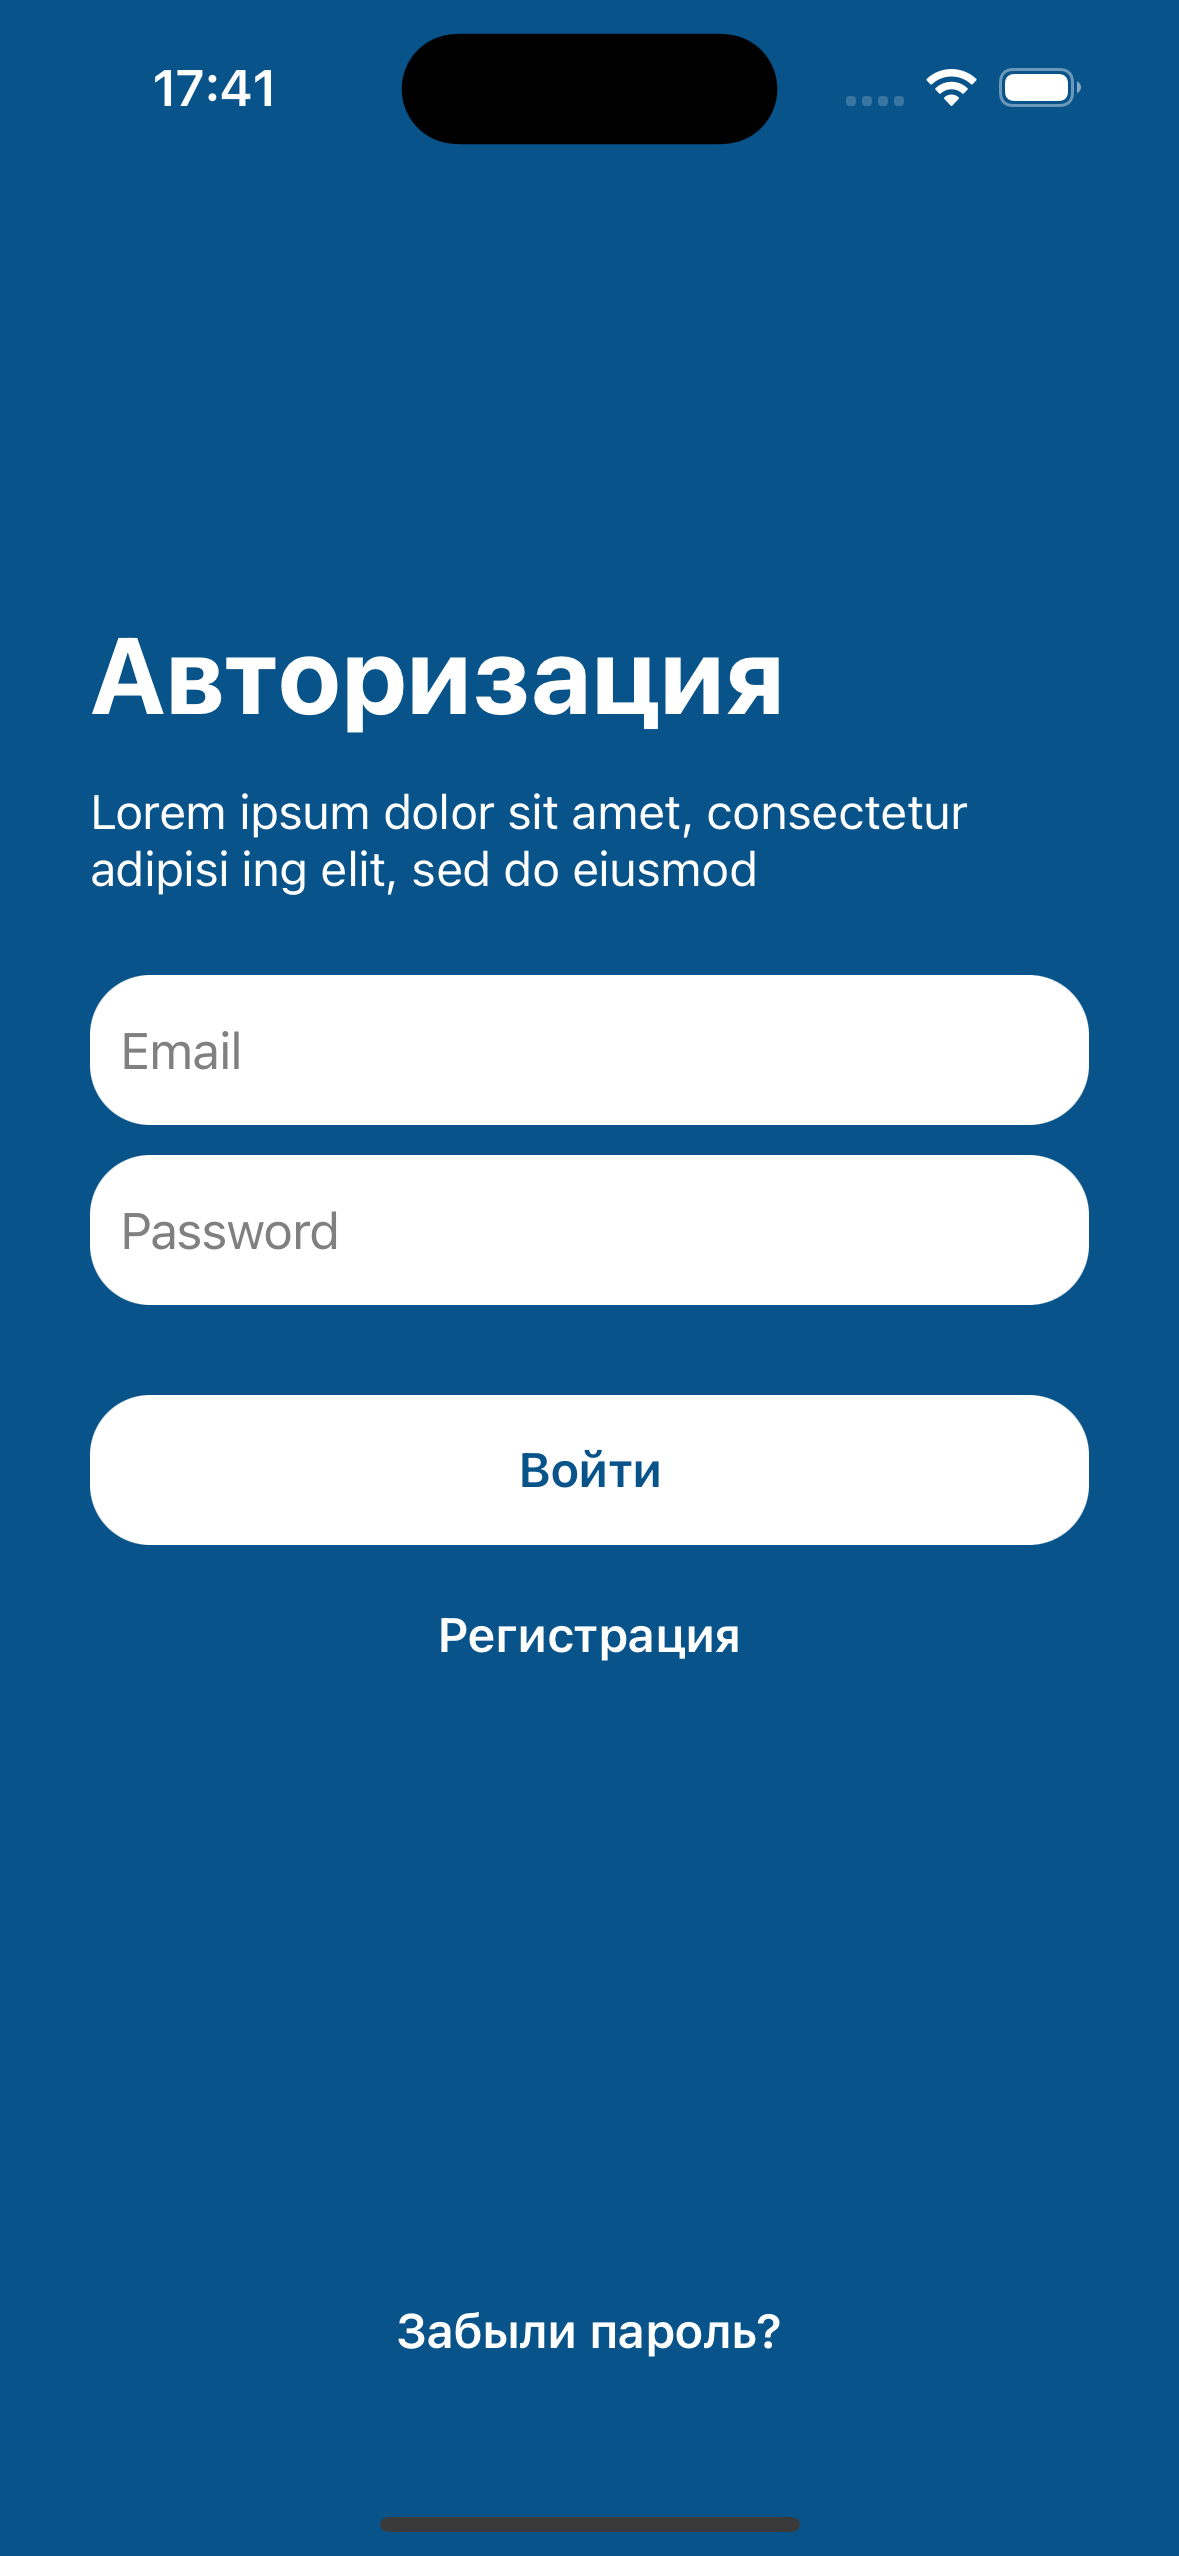 17:41
Авторизация
Lorem ipsum dolor sit amet, consectetur
adipisi ing elit, sed do eiusmod
Email
Password
Войти
Регистрация
Забыли пароль?